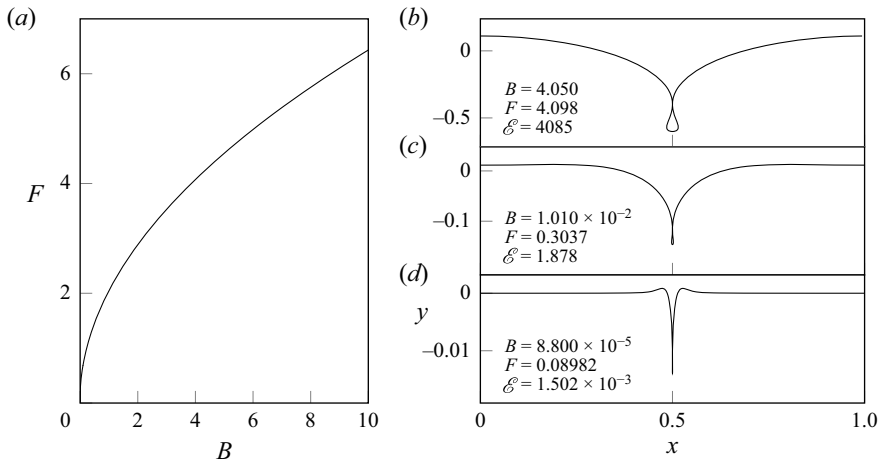 (a)
F
6
4
2
0
0 2 4 6 8 10
B
(b)
0
–0.5
B = 4.050
F = 4.098
ℰ = 4085
(c)
0
–0.1
B = 1.010 × 10⁻²
F = 0.3037
ℰ = 1.878
(d)
0
y
–0.01
B = 8.800 × 10⁻⁵
F = 0.08982
ℰ = 1.502 × 10⁻³
0 0.5 1.0
x